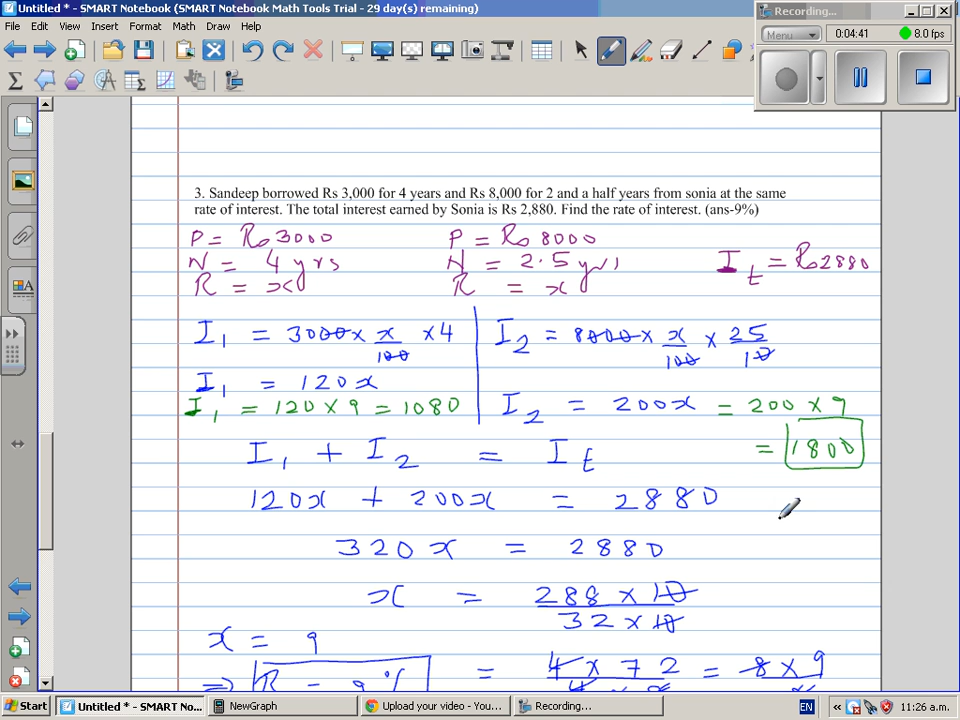 Untitled * - SMART Notebook (SMART Notebook Math Tools Trial - 29 day(s) remaining)
File Edit View Insert Format Math Draw Help
Recording...
Menu 0:04:41 8.0 fps
3. Sandeep borrowed Rs 3,000 for 4 years and Rs 8,000 for 2 and a half years from sonia at the same
rate of interest. The total interest earned by Sonia is Rs 2,880. Find the rate of interest. (ans-9%)
P = Rs 3000 P = Rs 8000 I t = Rs 2880
N = 4 yrs N = 2.5 yrs
R = x R = x
I1 = 3000 × x/100 × 4 I2 = 8000 × x/100 × 25/10
I1 = 120x
I1 = 120 × 9 = 1080 I2 = 200x = 200 × 9
= 1800
I1 + I2 = I t
120x + 200x = 2880
320x = 2880
x = 288 × 10 / 32 × 10
x = 9
= 4 × 72 = 8 × 9
⇒ R = 9%
Start Untitled * - SMART No... NewGraph Upload your video - You... Recording... EN « 11:26 a.m.